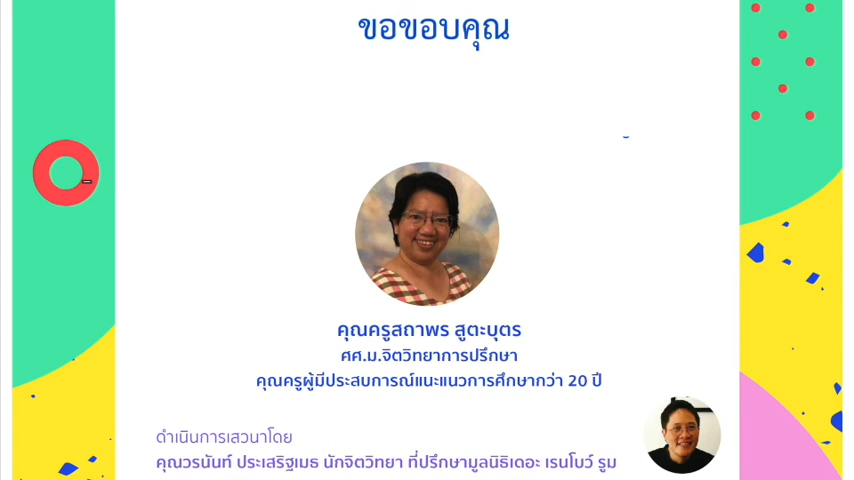 ขอขอบคุณ
คุณครูสถาพร สูตะบุตร
ศศ.ม.จิตวิทยาการปรึกษา
คุณครูผู้มีประสบการณ์แนะแนวการศึกษากว่า 20 ปี
ดำเนินการเสวนาโดย
คุณวรนันท์ ประเสริฐเมธ นักจิตวิทยา ที่ปรึกษามูลนิธิเดอะ เรนโบว์ รูม